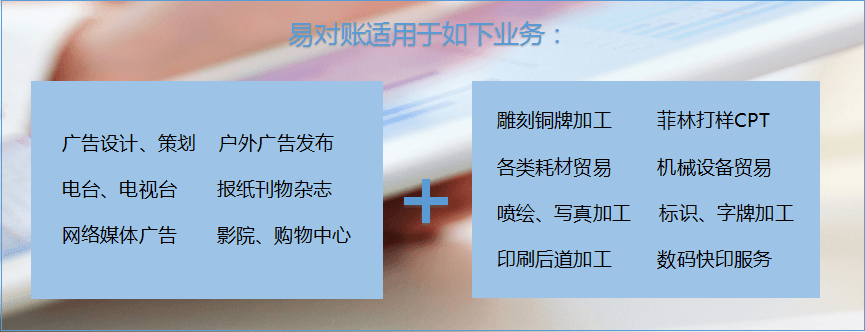 易对账适用于如下业务：
广告设计、策划 户外广告发布
电台、电视台 报纸刊物杂志
网络媒体广告 影院、购物中心
+
雕刻铜牌加工 菲林打样CPT
各类耗材贸易 机械设备贸易
喷绘、写真加工 标识、字牌加工
印刷后道加工 数码快印服务